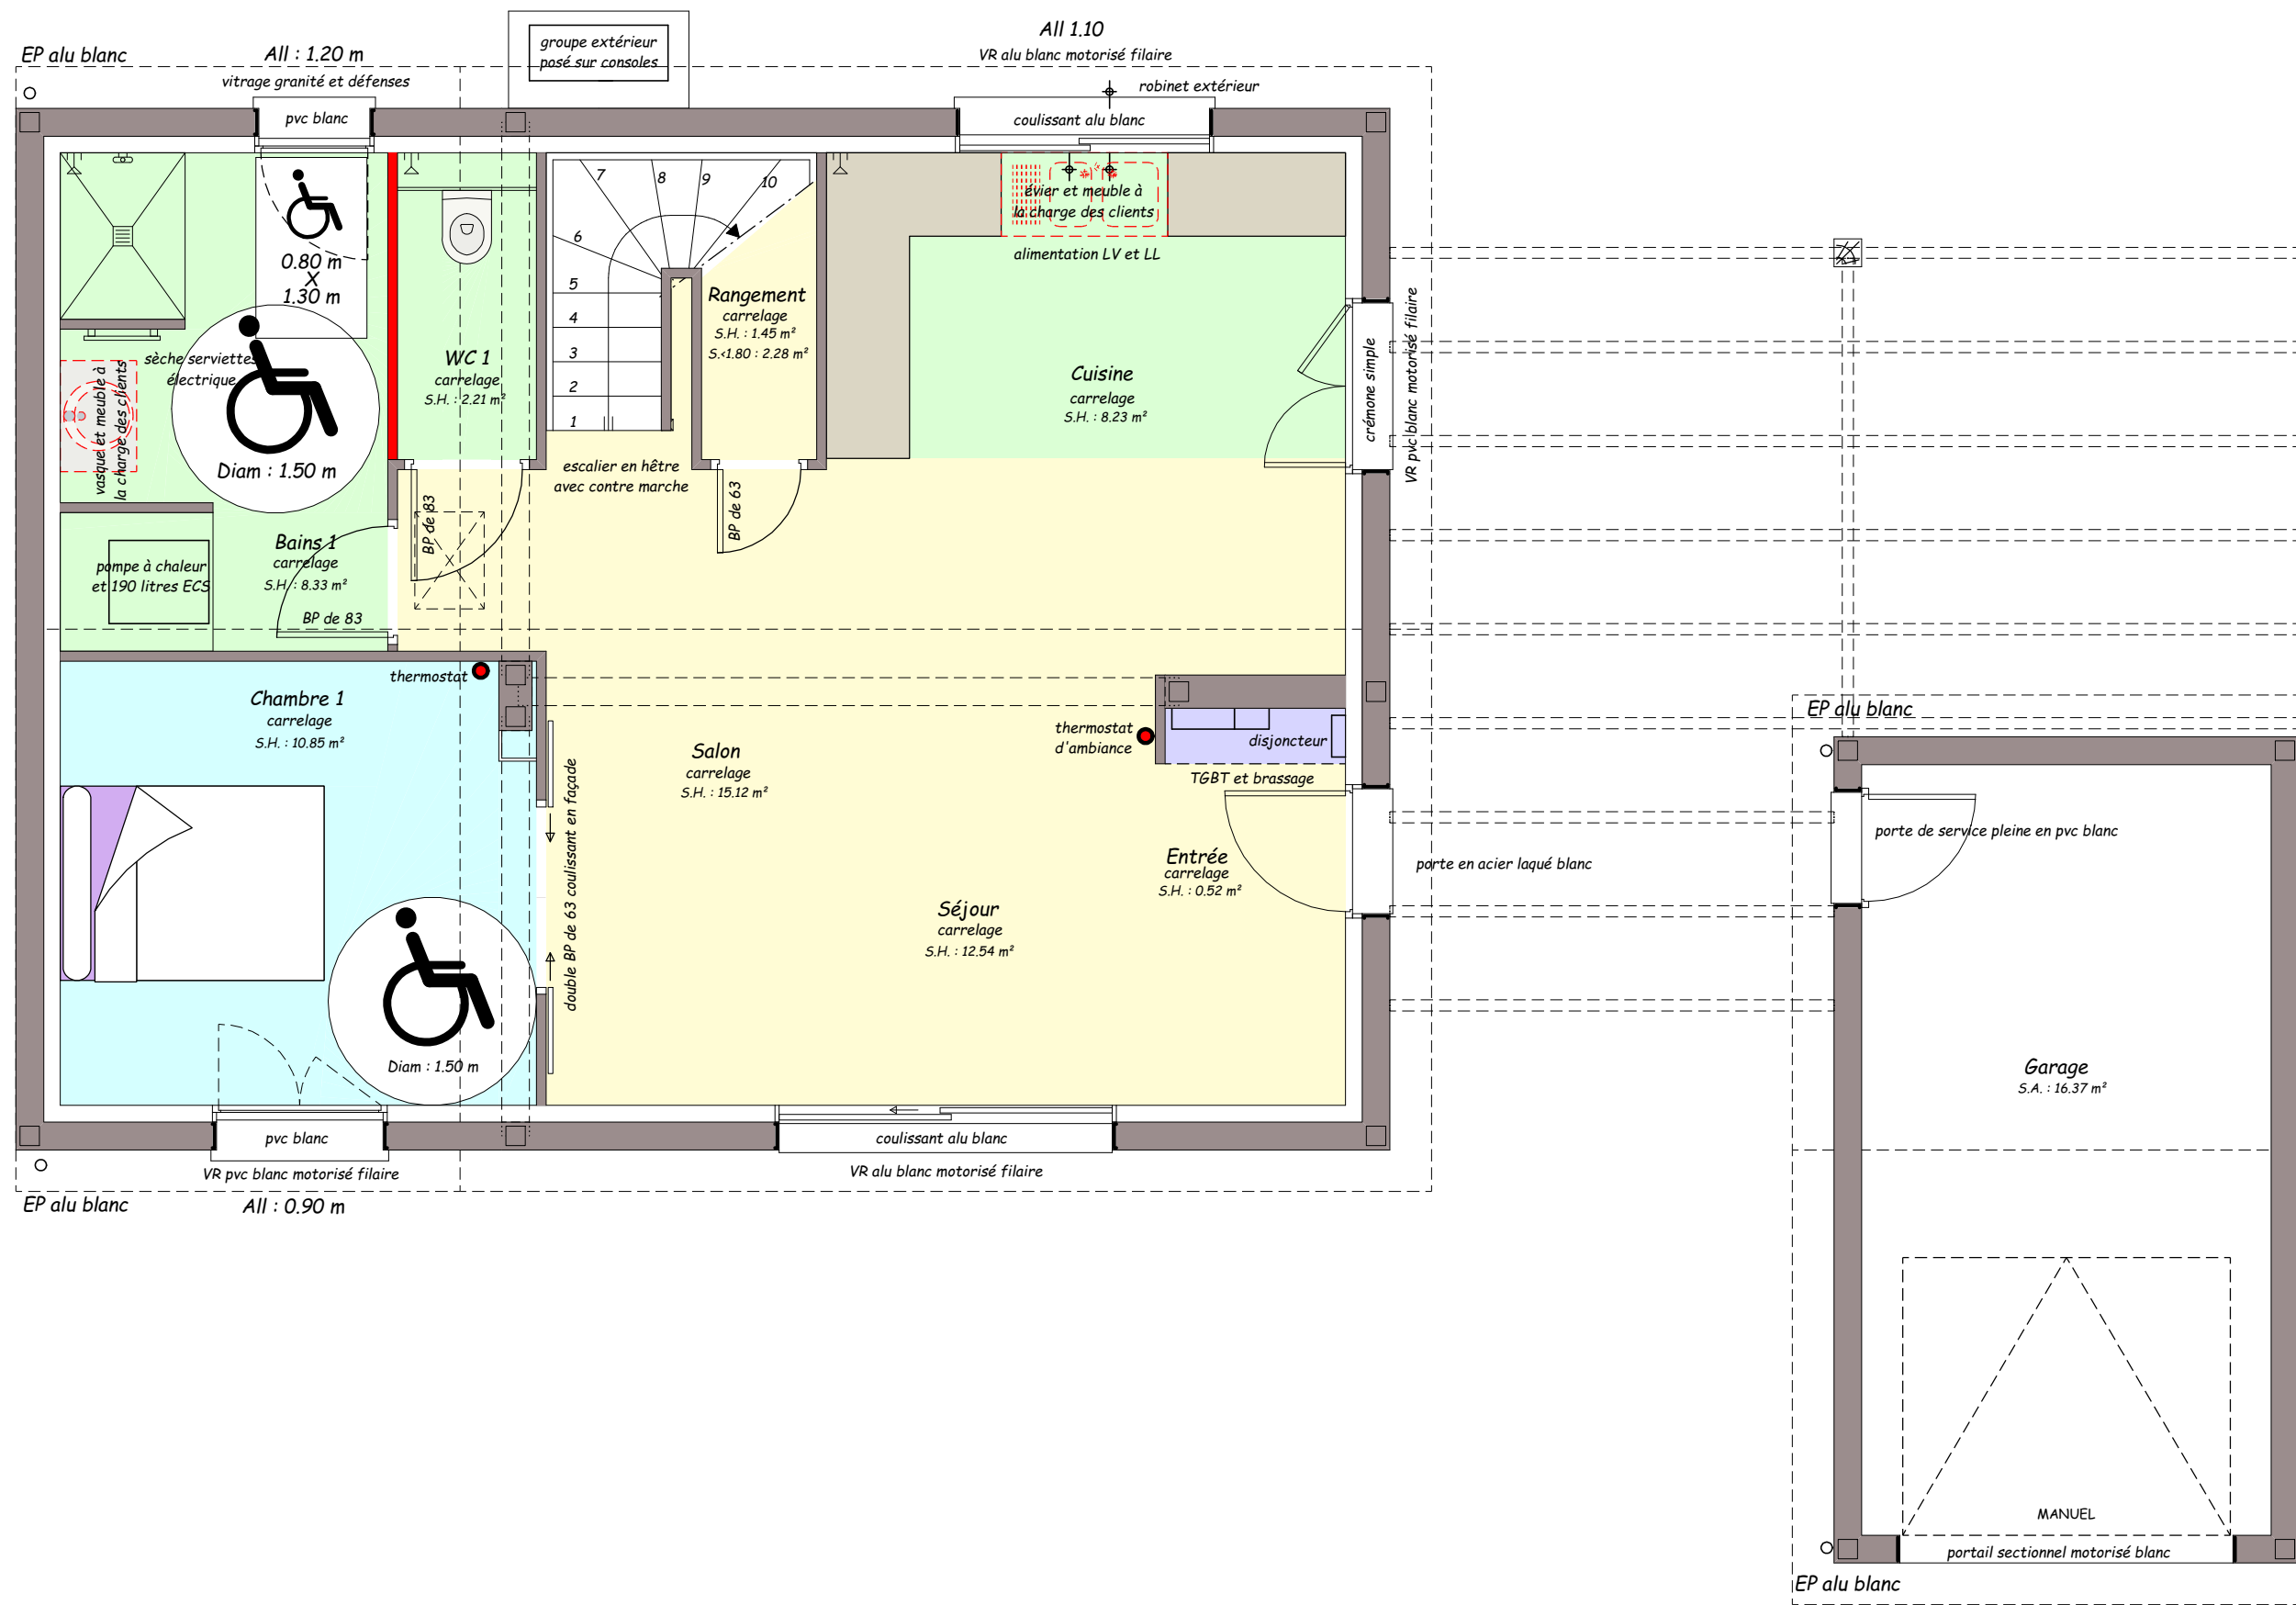 All 1.10
groupe extérieur
posé sur consoles
EP alu blanc
All : 1.20 m
VR alu blanc motorisé filaire
vitrage granité et défenses
robinet extérieur
pvc blanc
coulissant alu blanc
7
8
9
10
6
5
4
3
2
1
évier et meuble à
la charge des clients
alimentation LV et LL
0.80 m
X
1.30 m
Rangement
carrelage
S.H. : 1.45 m²
S.<1.80 : 2.28 m²
sèche serviettes
électrique
vasque et meuble à
la charge des clients
WC 1
carrelage
S.H. : 2.21 m²
Cuisine
carrelage
S.H. : 8.23 m²
crémone simple
VR pvc blanc motorisé filaire
Diam : 1.50 m
escalier en hêtre
avec contre marche
BP de 83
BP de 63
Bains 1
carrelage
S.H. : 8.33 m²
pompe à chaleur
et 190 litres ECS
BP de 83
thermostat
Chambre 1
carrelage
S.H. : 10.85 m²
Salon
carrelage
S.H. : 15.12 m²
thermostat
d'ambiance
disjoncteur
TGBT et brassage
EP alu blanc
double BP de 63 coulissant en façade
Entrée
carrelage
S.H. : 0.52 m²
porte en acier laqué blanc
porte de service pleine en pvc blanc
Séjour
carrelage
S.H. : 12.54 m²
Diam : 1.50 m
Garage
S.A. : 16.37 m²
pvc blanc
coulissant alu blanc
VR pvc blanc motorisé filaire
VR alu blanc motorisé filaire
EP alu blanc
All : 0.90 m
MANUEL
portail sectionnel motorisé blanc
EP alu blanc